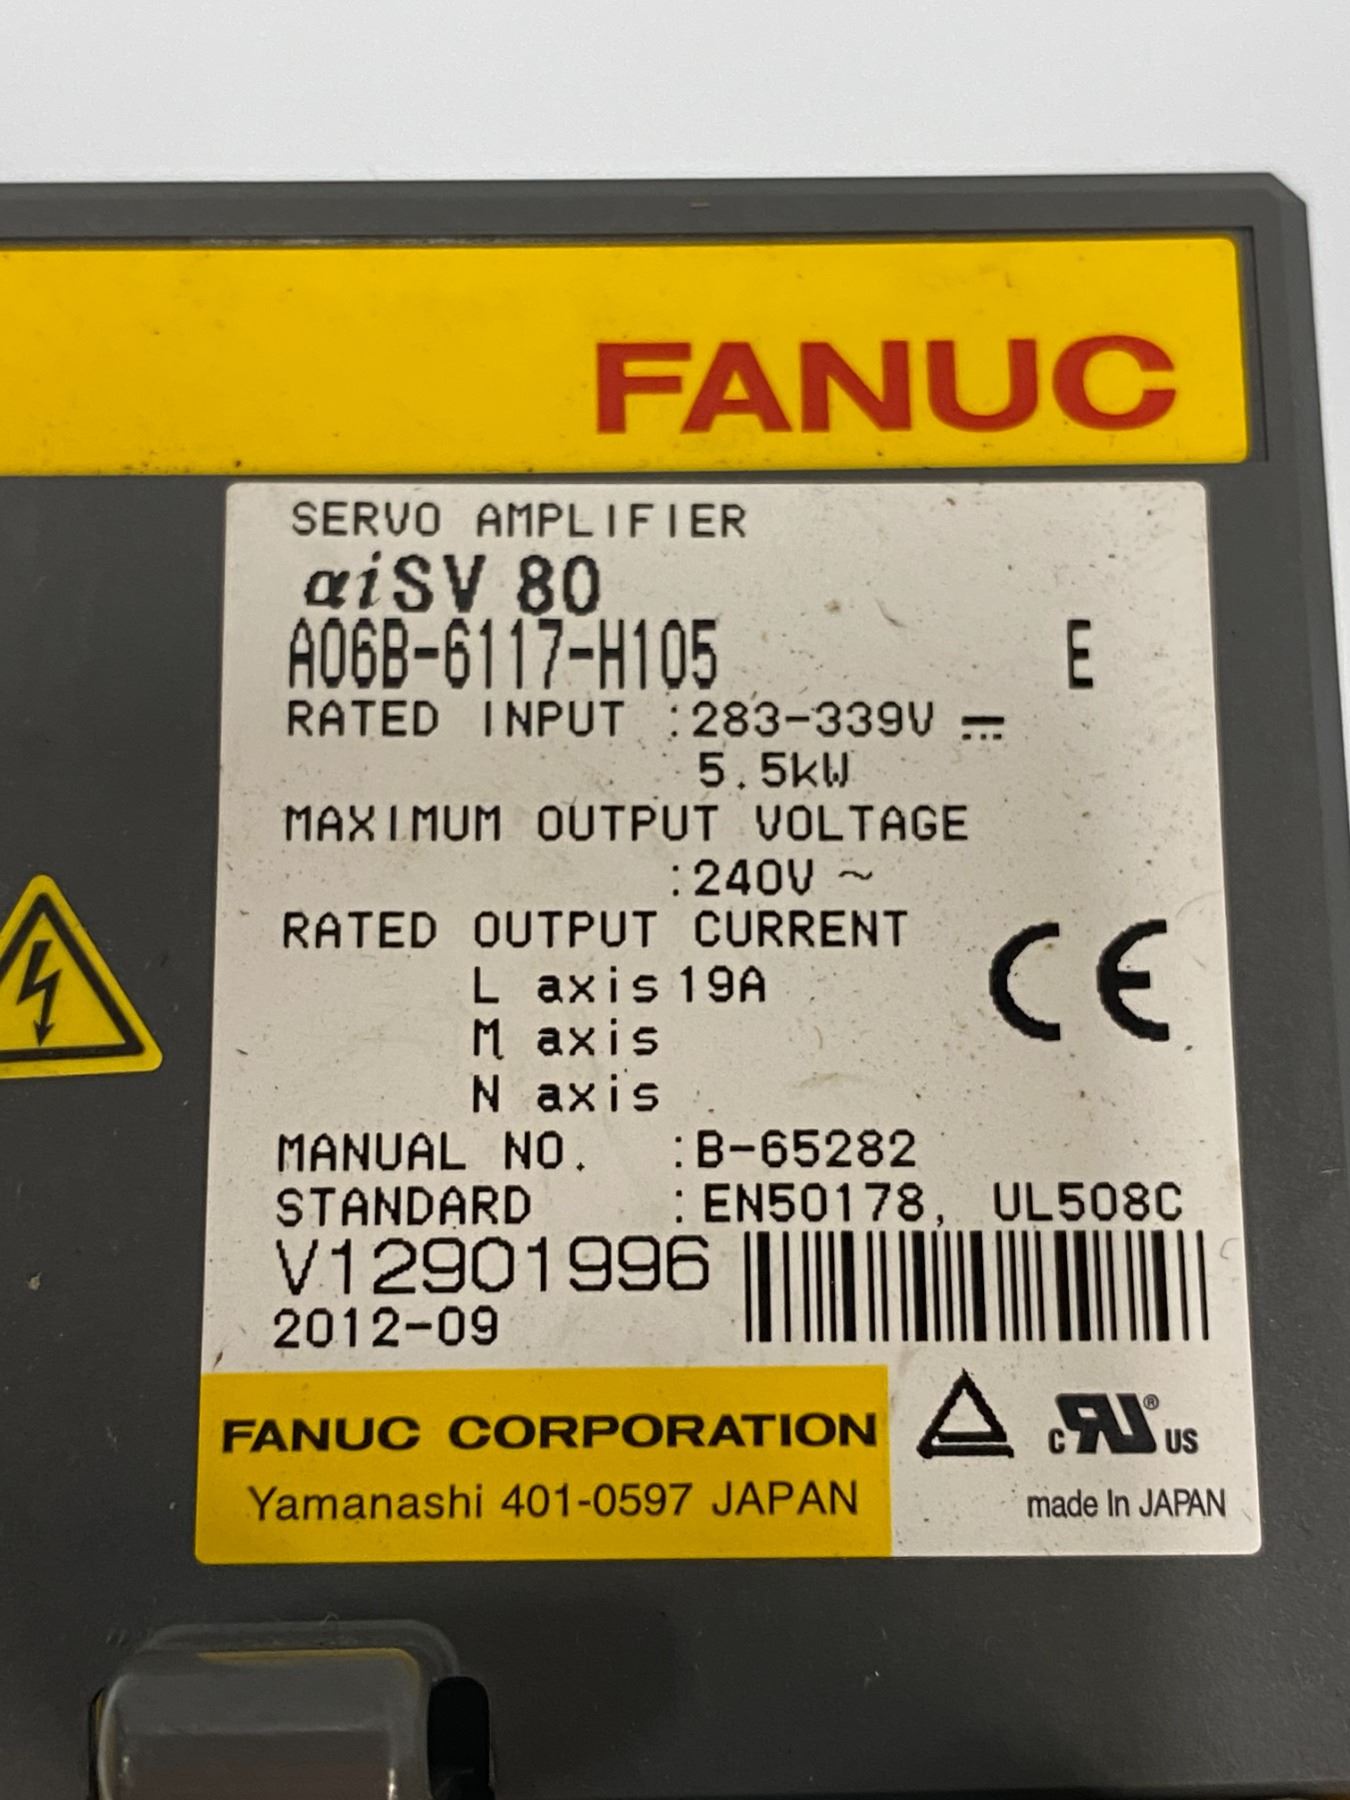 FANUC
SERVO AMPLIFIER
αiSV 80
A06B-6117-H105 E
RATED INPUT :283-339V ⎓
5.5kW
MAXIMUM OUTPUT VOLTAGE
:240V ~
RATED OUTPUT CURRENT
L axis 19A
M axis
N axis
CE
MANUAL NO. :B-65282
STANDARD :EN50178, UL508C
V12901996
2012-09
FANUC CORPORATION
Yamanashi 401-0597 JAPAN
c RU ® US
made In JAPAN